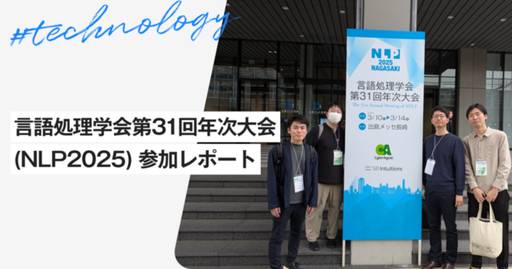 #technology
言語処理学会第31回年次大会
(NLP2025) 参加レポート
NLP
2025
NAGASAKI
言語処理学会
第31回年次大会
3/10 3/14
出島メッセ長崎
CA
CyberAgent
Intuitions